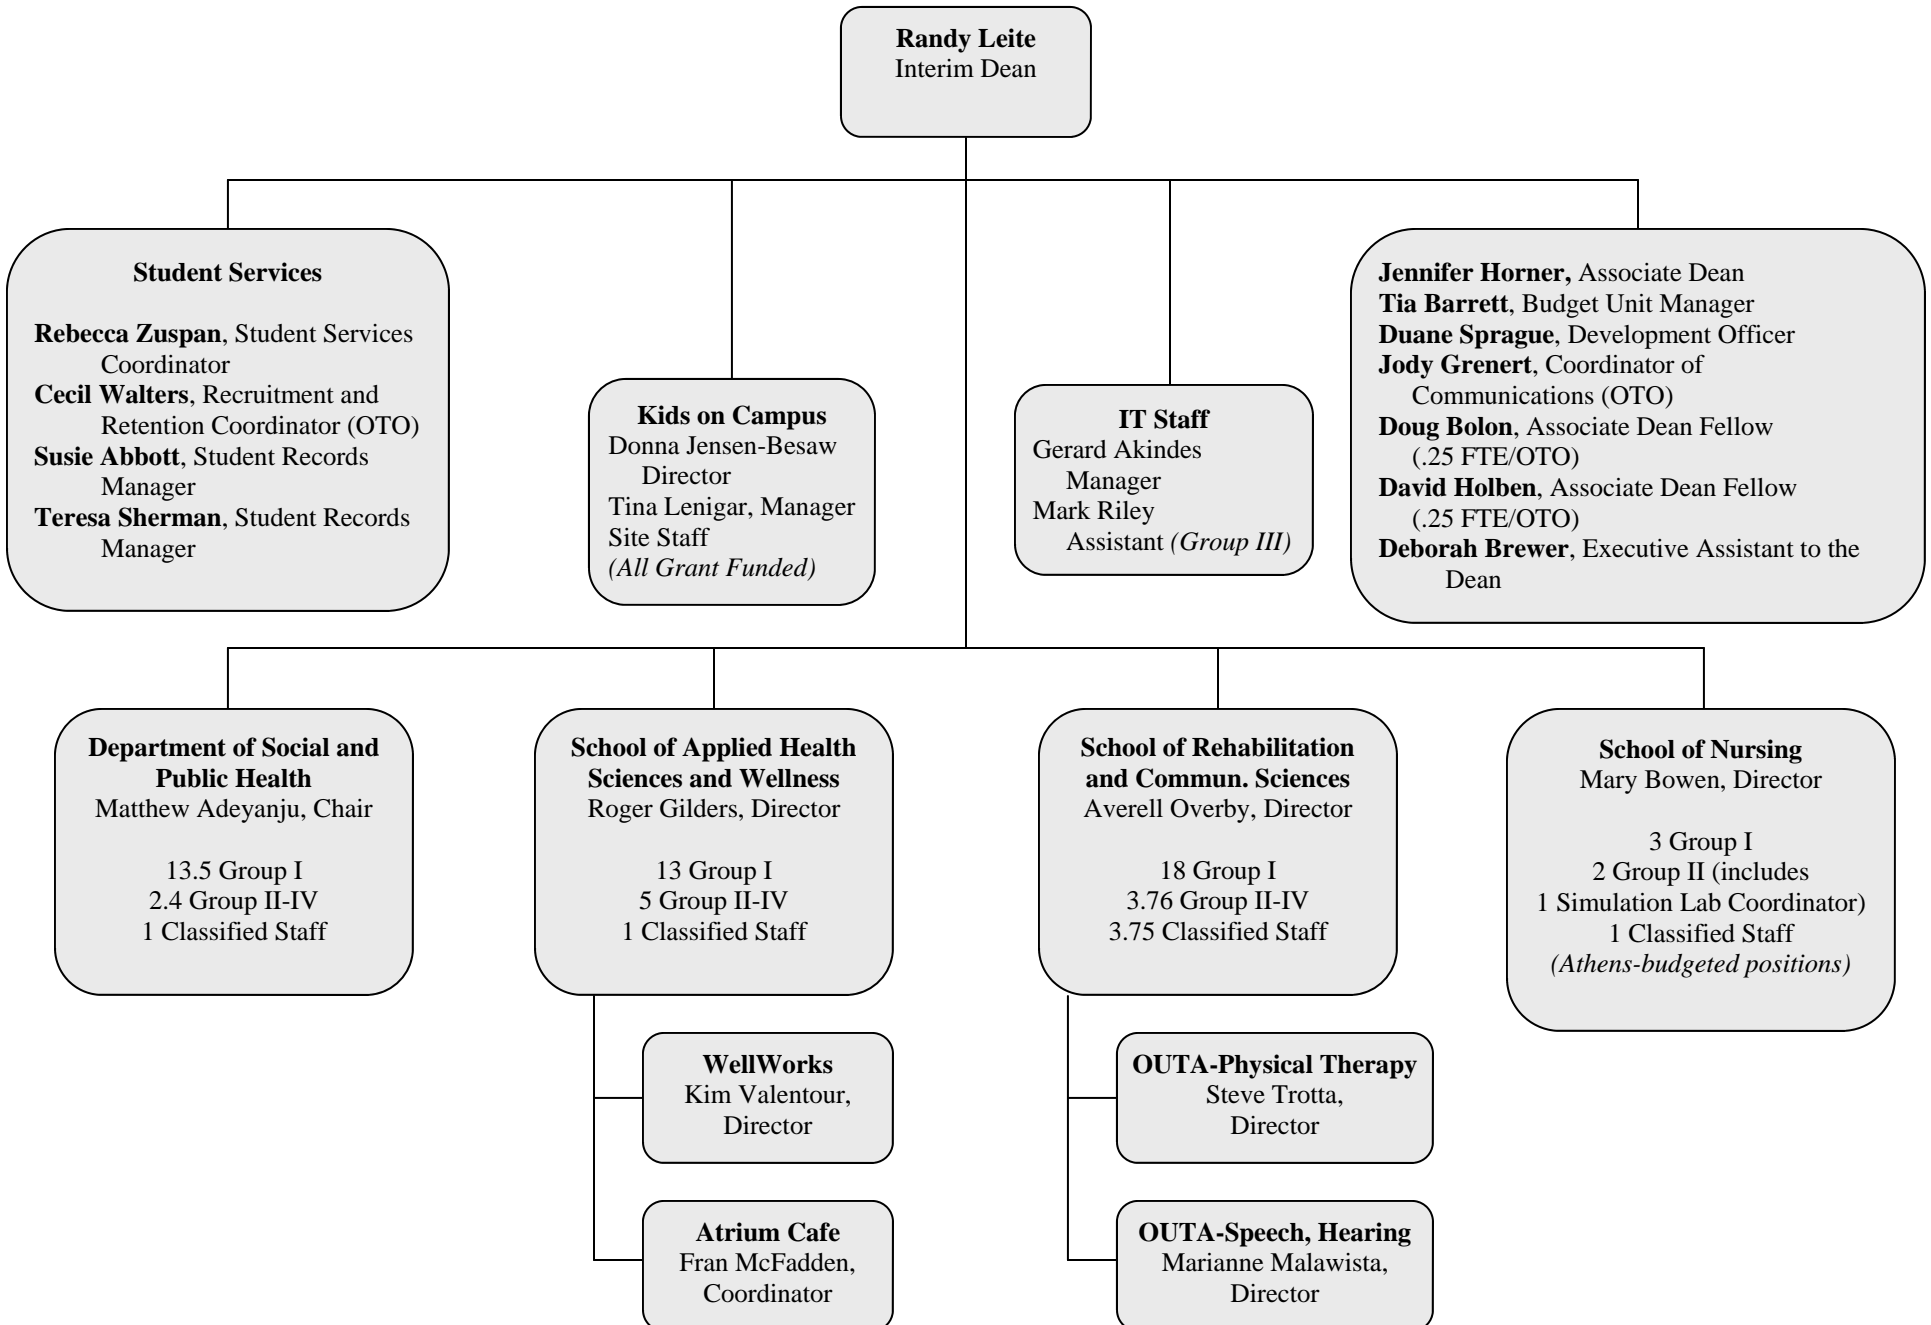 Randy Leite
Interim Dean
Student Services
Rebecca Zuspan, Student Services
Coordinator
Cecil Walters, Recruitment and
Retention Coordinator (OTO)
Susie Abbott, Student Records
Manager
Teresa Sherman, Student Records
Manager
Kids on Campus
Donna Jensen-Besaw
Director
Tina Lenigar, Manager
Site Staff
(All Grant Funded)
IT Staff
Gerard Akindes
Manager
Mark Riley
Assistant (Group III)
Jennifer Horner, Associate Dean
Tia Barrett, Budget Unit Manager
Duane Sprague, Development Officer
Jody Grenert, Coordinator of
Communications (OTO)
Doug Bolon, Associate Dean Fellow
(.25 FTE/OTO)
David Holben, Associate Dean Fellow
(.25 FTE/OTO)
Deborah Brewer, Executive Assistant to the
Dean
Department of Social and
Public Health
Matthew Adeyanju, Chair
13.5 Group I
2.4 Group II-IV
1 Classified Staff
School of Applied Health
Sciences and Wellness
Roger Gilders, Director
13 Group I
5 Group II-IV
1 Classified Staff
School of Rehabilitation
and Commun. Sciences
Averell Overby, Director
18 Group I
3.76 Group II-IV
3.75 Classified Staff
School of Nursing
Mary Bowen, Director
3 Group I
2 Group II (includes
1 Simulation Lab Coordinator)
1 Classified Staff
(Athens-budgeted positions)
WellWorks
Kim Valentour,
Director
Atrium Cafe
Fran McFadden,
Coordinator
OUTA-Physical Therapy
Steve Trotta,
Director
OUTA-Speech, Hearing
Marianne Malawista,
Director